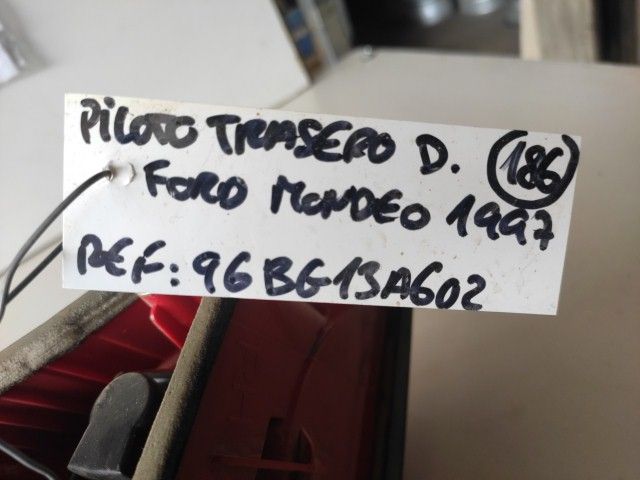 PILOTO TRASERO D. 186
FORD MONDEO 1997
REF: 96BG13A602